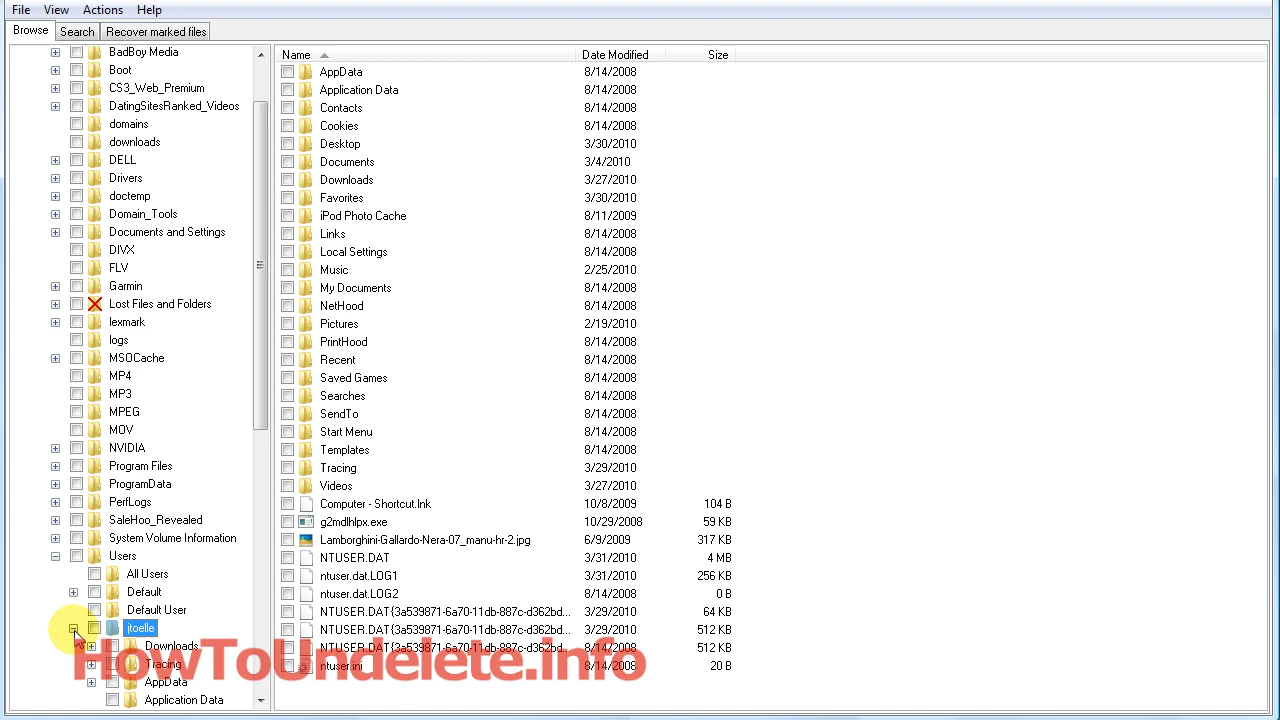 File View Actions Help
Browse Search Recover marked files
BadBoy Media
Boot
CS3_Web_Premium
DatingSitesRanked_Videos
domains
downloads
DELL
Drivers
doctemp
Domain_Tools
Documents and Settings
DIVX
FLV
Garmin
Lost Files and Folders
lexmark
logs
MSOCache
MP4
MP3
MPEG
MOV
NVIDIA
Program Files
ProgramData
PerfLogs
SaleHoo_Revealed
System Volume Information
Users
All Users
Default
Default User
jtoelle
Downloads
Tracing
AppData
Application Data
Name Date Modified Size
AppData 8/14/2008
Application Data 8/14/2008
Contacts 8/14/2008
Cookies 8/14/2008
Desktop 3/30/2010
Documents 3/4/2010
Downloads 3/27/2010
Favorites 3/30/2010
iPod Photo Cache 8/11/2009
Links 8/14/2008
Local Settings 8/14/2008
Music 2/25/2010
My Documents 8/14/2008
NetHood 8/14/2008
Pictures 2/19/2010
PrintHood 8/14/2008
Recent 8/14/2008
Saved Games 8/14/2008
Searches 8/14/2008
SendTo 8/14/2008
Start Menu 8/14/2008
Templates 8/14/2008
Tracing 3/29/2010
Videos 3/27/2010
Computer - Shortcut.lnk 10/8/2009 104 B
g2mdlhlpx.exe 10/29/2008 59 KB
Lamborghini-Gallardo-Nera-07_manu-hr-2.jpg 6/9/2009 317 KB
NTUSER.DAT 3/31/2010 4 MB
ntuser.dat.LOG1 3/31/2010 256 KB
ntuser.dat.LOG2 8/14/2008 0 B
NTUSER.DAT{3a539871-6a70-11db-887c-d362bd... 3/29/2010 64 KB
NTUSER.DAT{3a539871-6a70-11db-887c-d362bd... 3/29/2010 512 KB
NTUSER.DAT{3a539871-6a70-11db-887c-d362bd... 8/14/2008 512 KB
ntuser.ini 8/14/2008 20 B
HowToUndelete.info